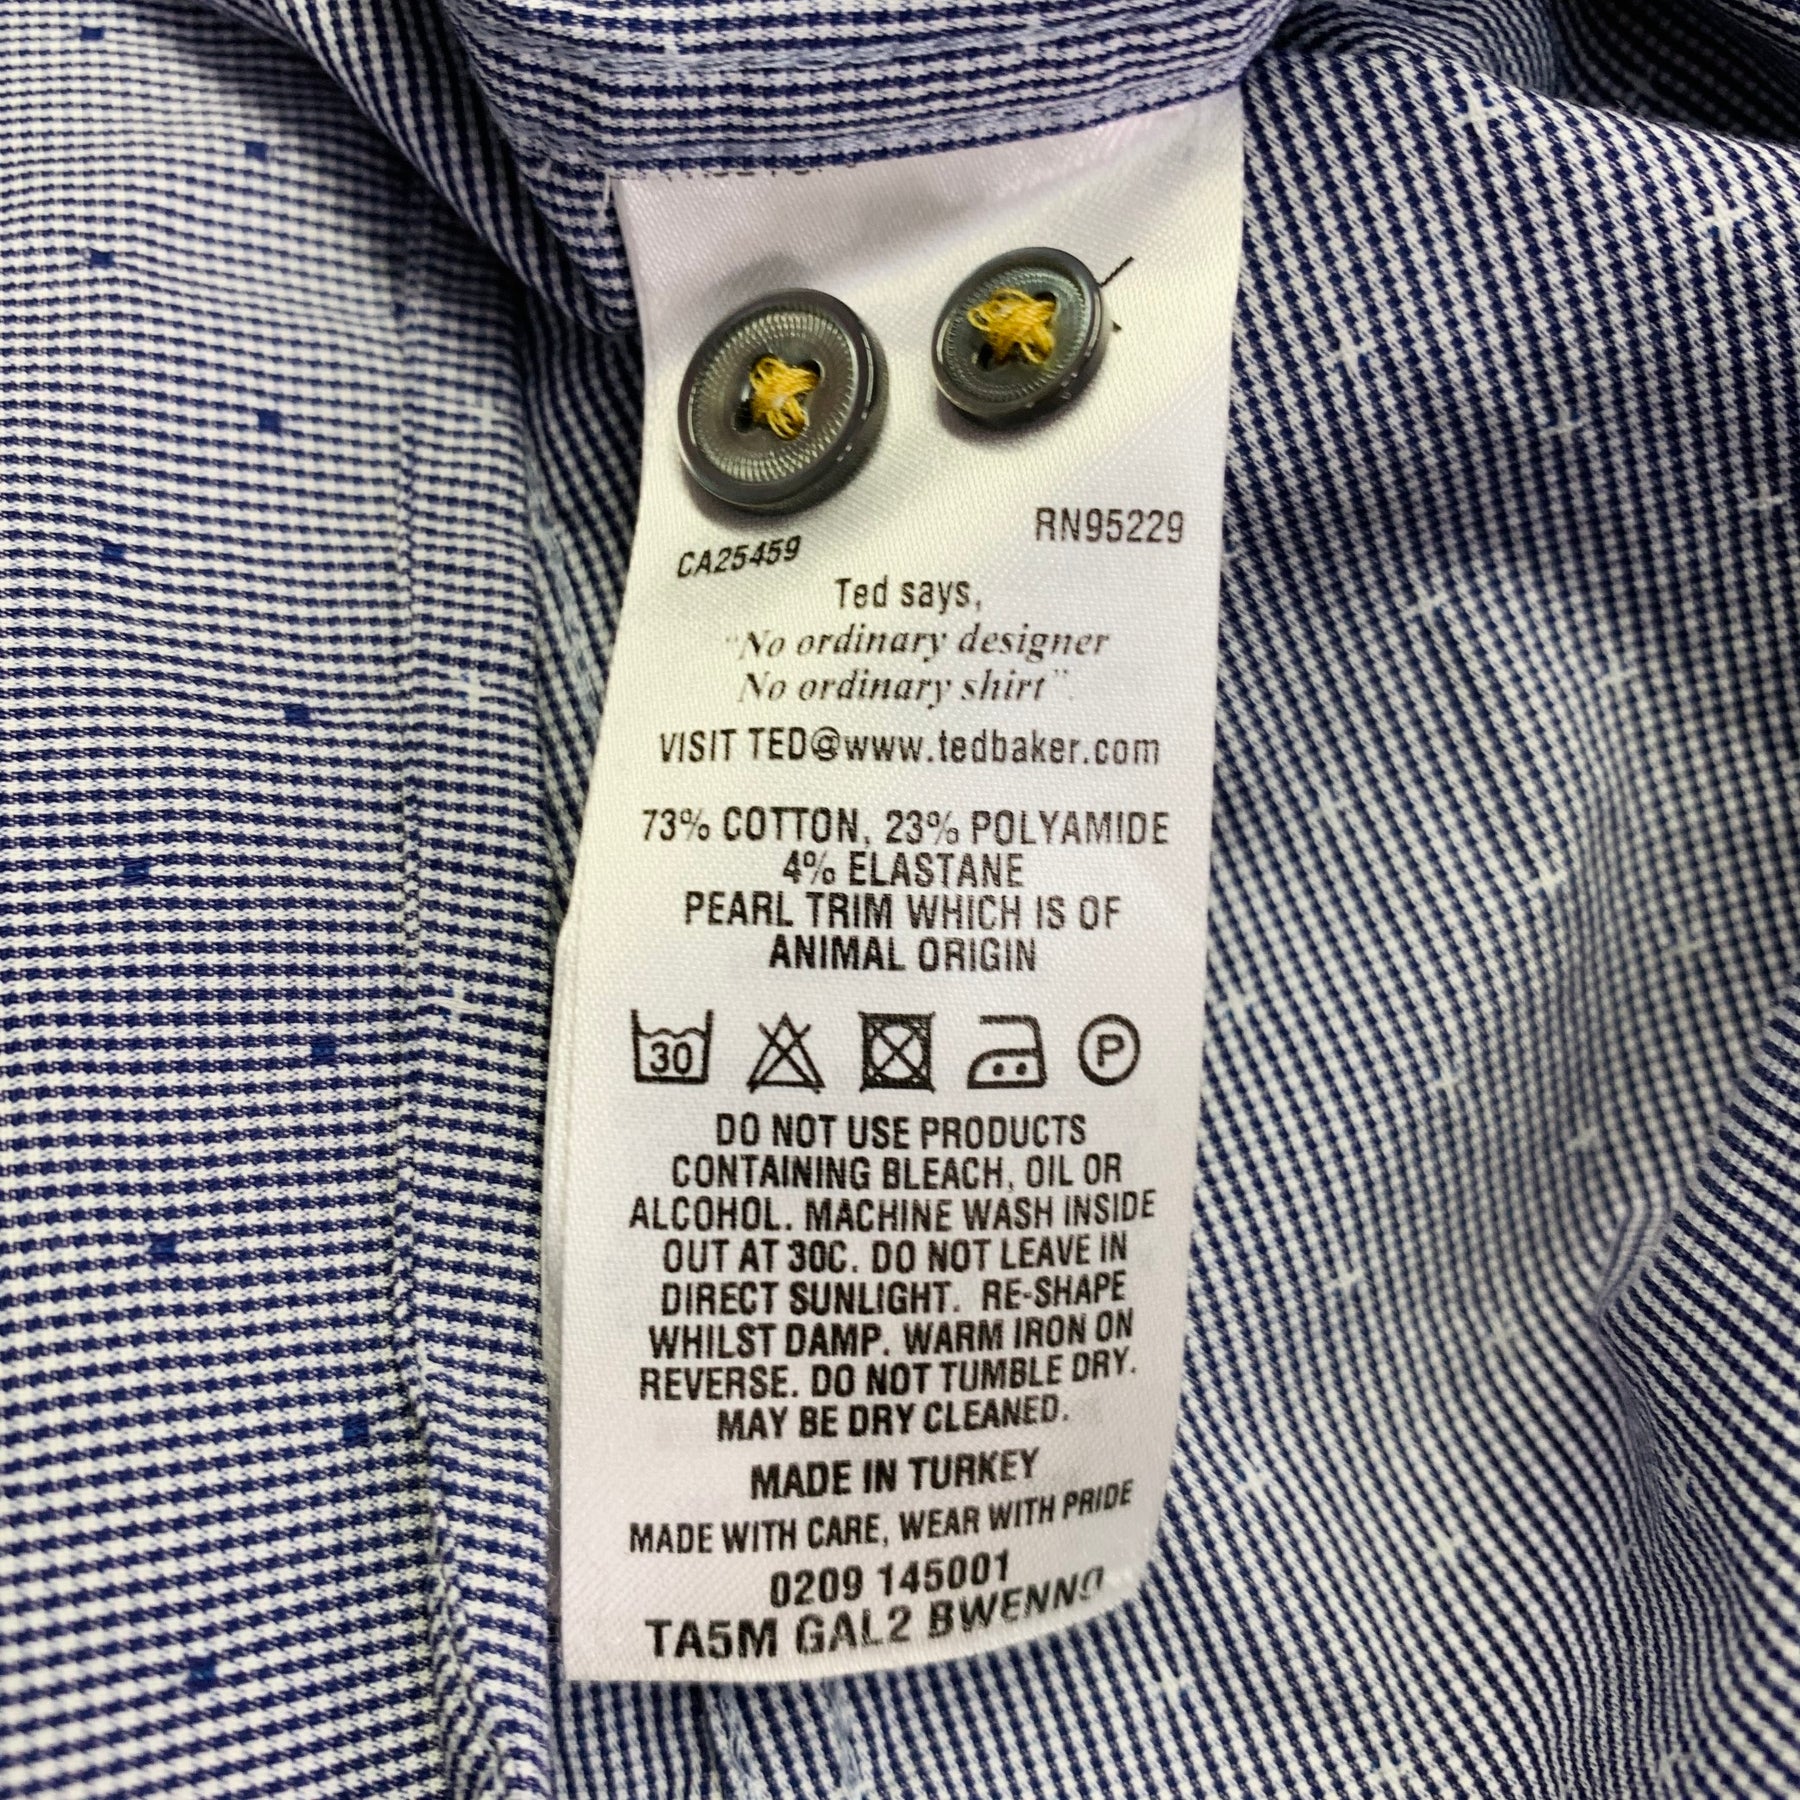 CA25459
RN95229
Ted says,
"No ordinary designer
No ordinary shirt".
VISIT TED@www.tedbaker.com
73% COTTON, 23% POLYAMIDE
4% ELASTANE
PEARL TRIM WHICH IS OF
ANIMAL ORIGIN
30 P
DO NOT USE PRODUCTS
CONTAINING BLEACH, OIL OR
ALCOHOL. MACHINE WASH INSIDE
OUT AT 30C. DO NOT LEAVE IN
DIRECT SUNLIGHT. RE-SHAPE
WHILST DAMP. WARM IRON ON
REVERSE. DO NOT TUMBLE DRY.
MAY BE DRY CLEANED.
MADE IN TURKEY
MADE WITH CARE, WEAR WITH PRIDE
0209 145001
TA5M GAL2 BWENNO